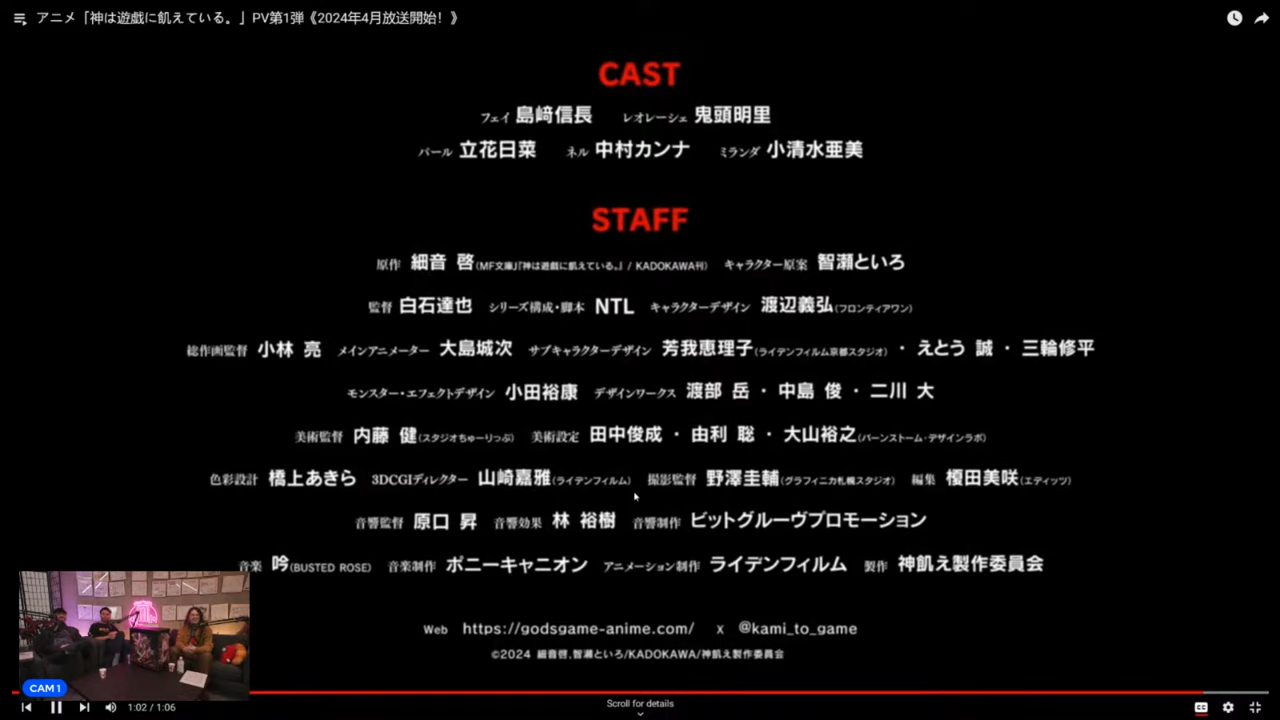 アニメ「神は遊戯に飢えている。」PV第1弾《2024年4月放送開始！》
CAST
フェイ 島﨑信長 レオレーシェ 鬼頭明里
パール 立花日菜 ネル 中村カンナ ミランダ 小清水亜美
STAFF
原作 細音 啓(MF文庫J『神は遊戯に飢えている。』/ KADOKAWA刊) キャラクター原案 智瀬といろ
監督 白石達也 シリーズ構成・脚本 NTL キャラクターデザイン 渡辺義弘(フロンティアワン)
総作画監督 小林 亮 メインアニメーター 大島城次 サブキャラクターデザイン 芳我恵理子(ライデンフィルム京都スタジオ)・えとう 誠・三輪修平
モンスター・エフェクトデザイン 小田裕康 デザインワークス 渡部 岳・中島 俊・二川 大
美術監督 内藤 健(スタジオちゅーりっぷ) 美術設定 田中俊成・由利 聡・大山裕之(バーンストーム・デザインラボ)
色彩設計 橋上あきら 3DCGIディレクター 山崎嘉雅(ライデンフィルム) 撮影監督 野澤圭輔(グラフィニカ札幌スタジオ) 編集 榎田美咲(エディッツ)
音響監督 原口 昇 音響効果 林 裕樹 音響制作 ビットグルーヴプロモーション
音楽 吟(BUSTED ROSE) 音楽制作 ポニーキャニオン アニメーション制作 ライデンフィルム 製作 神飢え製作委員会
Web https://godsgame-anime.com/ X @kami_to_game
©2024 細音啓,智瀬といろ/KADOKAWA/神飢え製作委員会
CAM 1
1:02 / 1:06
Scroll for details
CC